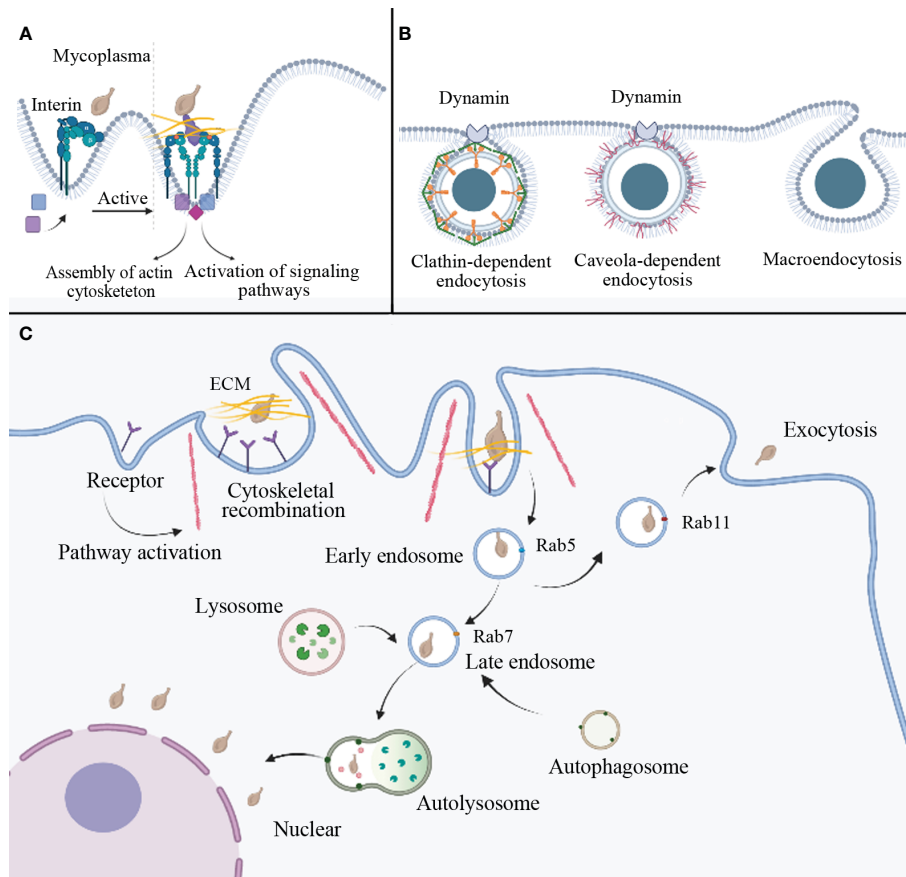 A
Mycoplasma
Interin
Active
Assembly of actin
cytosketeton
Activation of signaling
pathways
B
Dynamin
Dynamin
Clathin-dependent
endocytosis
Caveola-dependent
endocytosis
Macroendocytosis
C
ECM
Receptor
Cytoskeletal
recombination
Pathway activation
Exocytosis
Rab11
Early endosome
Rab5
Lysosome
Rab7
Late endosome
Autophagosome
Autolysosome
Nuclear